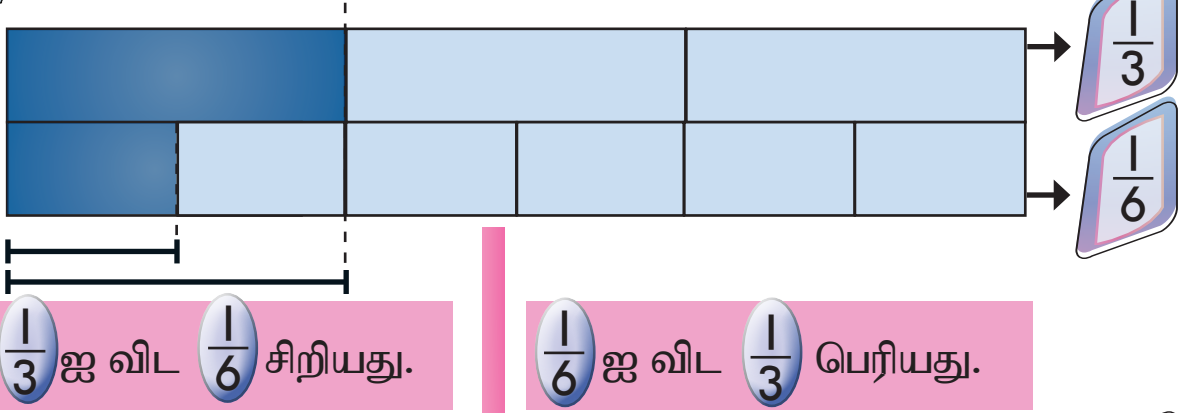 1/3
1/6
1/3 ஐ விட 1/6 சிறியது.
1/6 ஐ விட 1/3 பெரியது.